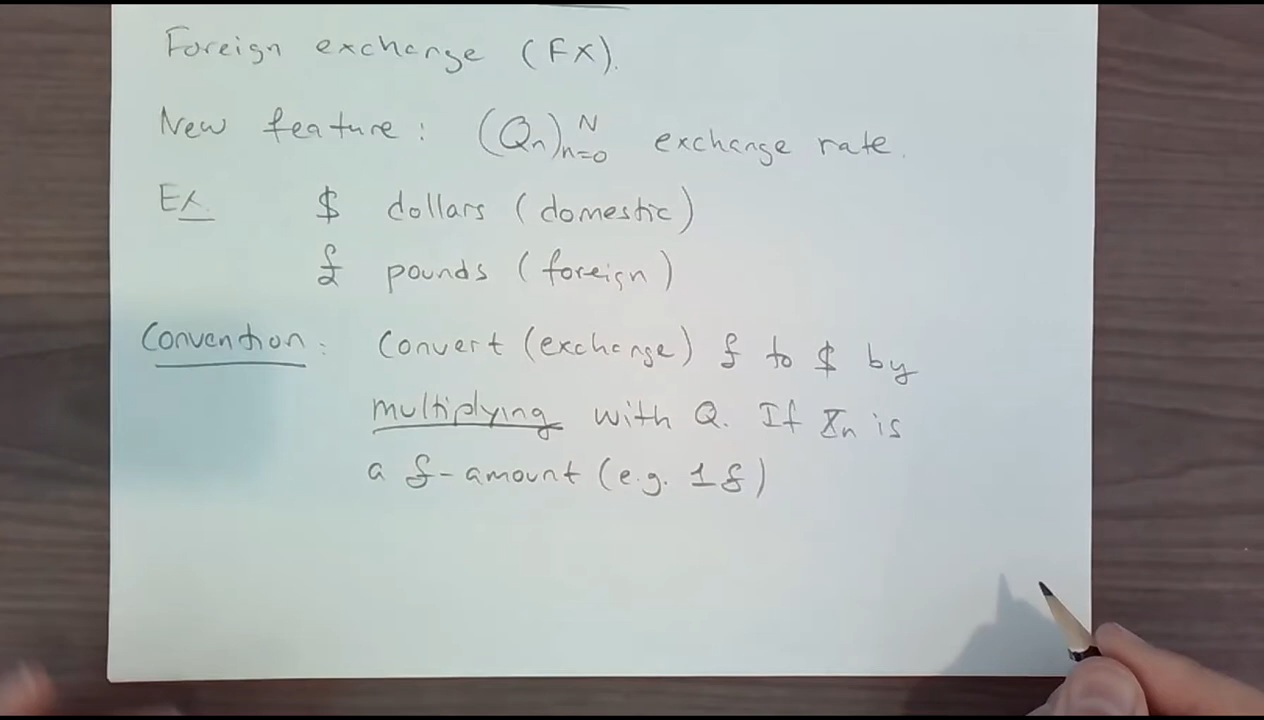 Foreign exchange (FX).
New feature: (Qn)_{n=0}^{N} exchange rate.
Ex. $ dollars (domestic)
£ pounds (foreign)
Convention: Convert (exchange) £ to $ by
multiplying with Q. If Xn is
a £-amount (e.g. 1£)